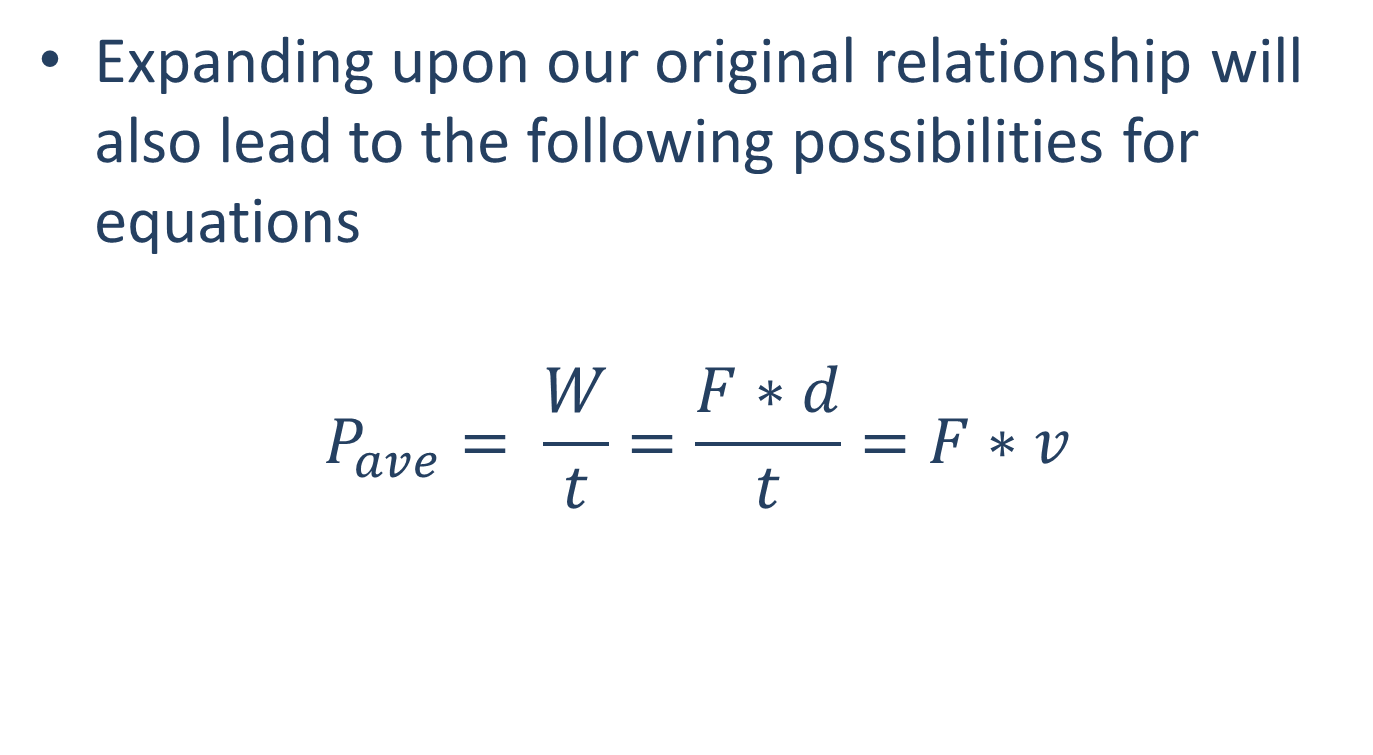 • Expanding upon our original relationship will
also lead to the following possibilities for
equations
P_ave = W/t = F * d/t = F * v